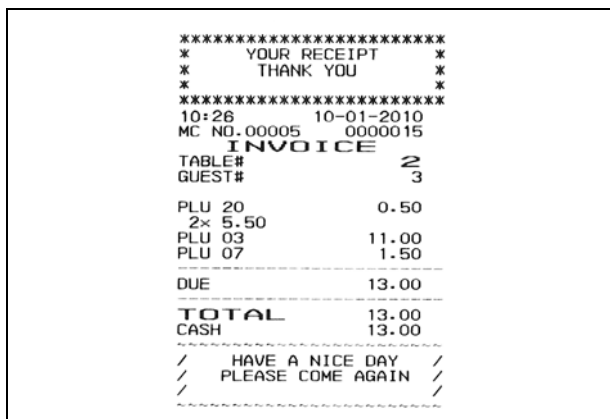 **************************
* YOUR RECEIPT *
* THANK YOU *
* *
**************************
10:26 10-01-2010
MC NO.00005 0000015
INVOICE
TABLE# 2
GUEST# 3
PLU 20 0.50
2× 5.50
PLU 03 11.00
PLU 07 1.50
DUE 13.00
TOTAL 13.00
CASH 13.00
/ HAVE A NICE DAY /
/ PLEASE COME AGAIN /
/ /